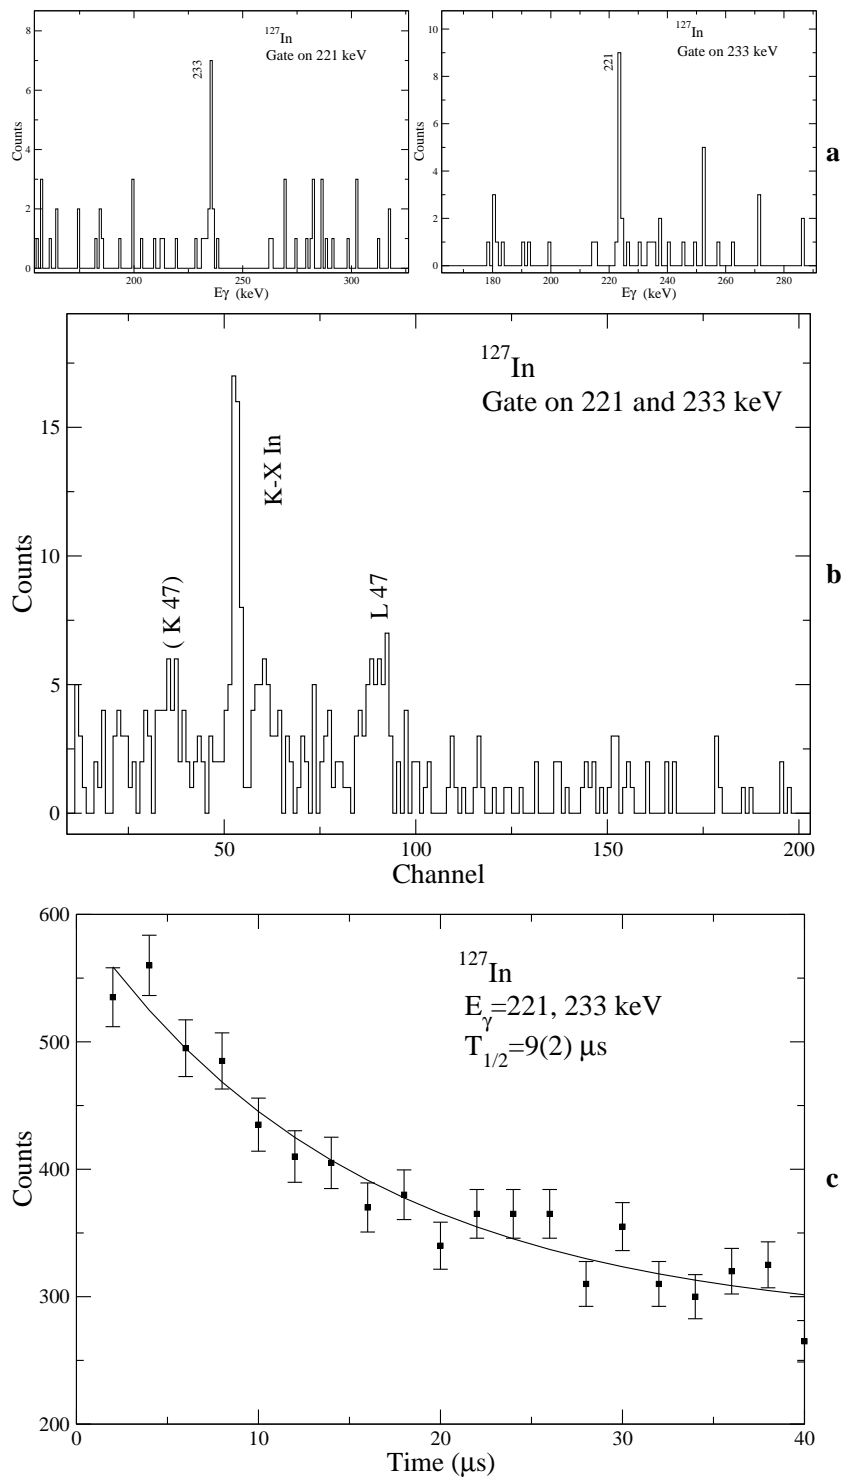 127In
Gate on 221 keV
233
Counts
8
6
4
2
0
200
250
300
Eγ (keV)
127In
Gate on 233 keV
221
Counts
10
8
6
4
2
0
180
200
220
240
260
280
Eγ (keV)
a
127In
Gate on 221 and 233 keV
K-X In
( K 47)
L 47
Counts
15
10
5
0
50
100
150
200
Channel
b
127In
Eγ=221, 233 keV
T1/2=9(2) μs
Counts
600
500
400
300
200
0
10
20
30
40
Time (μs)
c